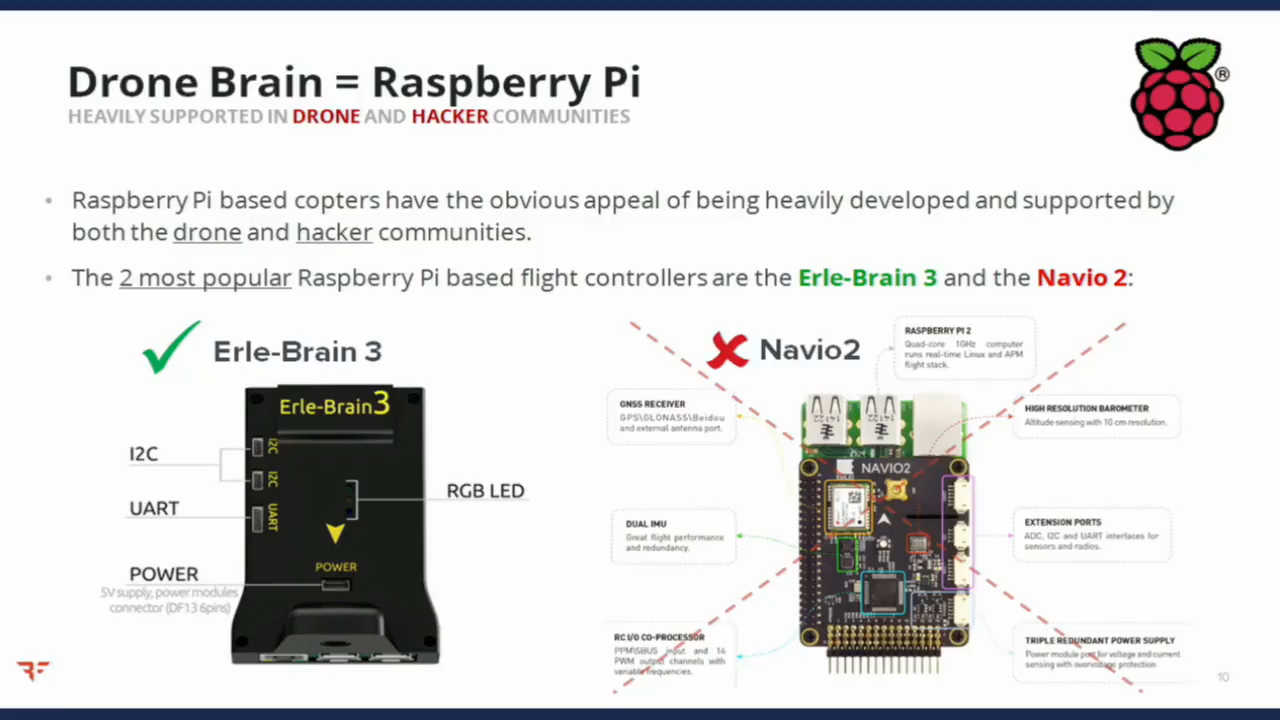 Drone Brain = Raspberry Pi
®
HEAVILY SUPPORTED IN DRONE AND HACKER COMMUNITIES
• Raspberry Pi based copters have the obvious appeal of being heavily developed and supported by
both the drone and hacker communities.
• The 2 most popular Raspberry Pi based flight controllers are the Erle-Brain 3 and the Navio 2:
Erle-Brain 3
Erle-Brain3
I2C
I2C
I2C
UART
UART
RGB LED
POWER
POWER
5V supply, power modules
connector (DF13 6pins)
Navio2
RASPBERRY PI 2
Quad-core 1GHz computer
runs real-time Linux and APM
flight stack.
GNSS RECEIVER
GPS\GLONASS\Beidou
and external antenna port.
HIGH RESOLUTION BAROMETER
Altitude sensing with 10 cm resolution.
NAVIO2
DUAL IMU
Great flight performance
and redundancy.
EXTENSION PORTS
ADC, I2C and UART interfaces for
sensors and radios.
RC I/O CO-PROCESSOR
PPM\SBUS input and 14
PWM output channels with
variable frequencies.
TRIPLE REDUNDANT POWER SUPPLY
Power module port for voltage and current
sensing with overvoltage protection
10